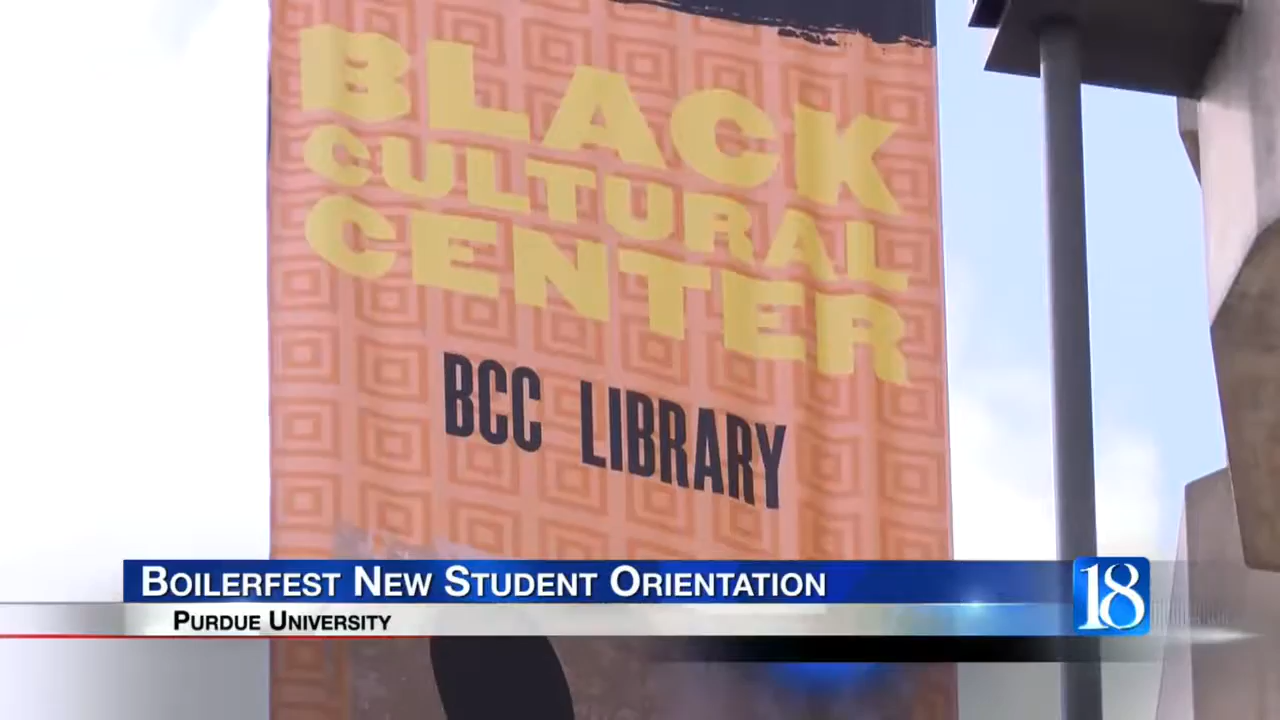 BLACK
CULTURAL
CENTER
BCC LIBRARY
BOILERFEST NEW STUDENT ORIENTATION
PURDUE UNIVERSITY
18